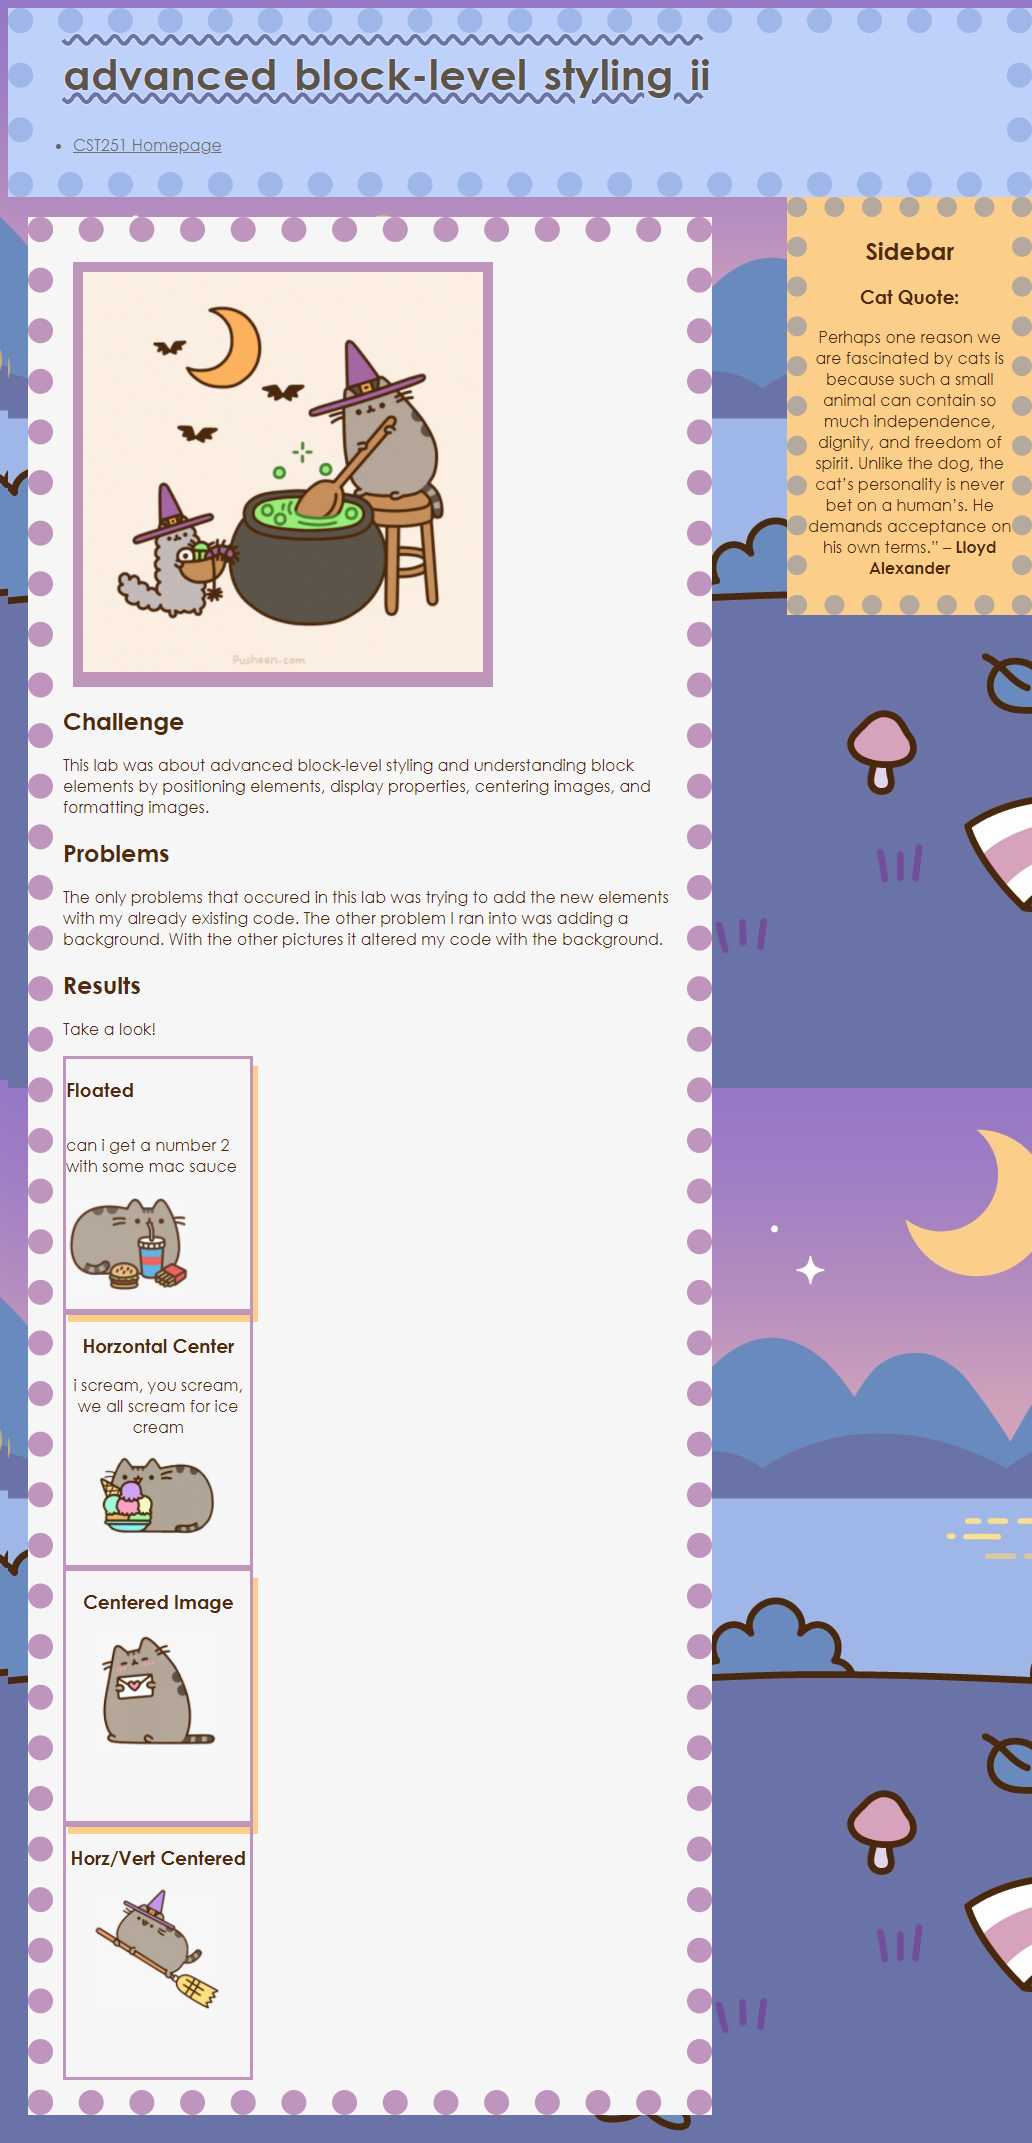 advanced block-level styling ii
CST251 Homepage
Sidebar
Cat Quote:
Perhaps one reason we
are fascinated by cats is
because such a small
animal can contain so
much independence,
dignity, and freedom of
spirit. Unlike the dog, the
cat’s personality is never
bet on a human’s. He
demands acceptance on
his own terms.” – Lloyd
Alexander
Pusheen.com
Challenge
This lab was about advanced block-level styling and understanding block
elements by positioning elements, display properties, centering images, and
formatting images.
Problems
The only problems that occured in this lab was trying to add the new elements
with my already existing code. The other problem I ran into was adding a
background. With the other pictures it altered my code with the background.
Results
Take a look!
Floated
can i get a number 2
with some mac sauce
Horzontal Center
i scream, you scream,
we all scream for ice
cream
Centered Image
Horz/Vert Centered